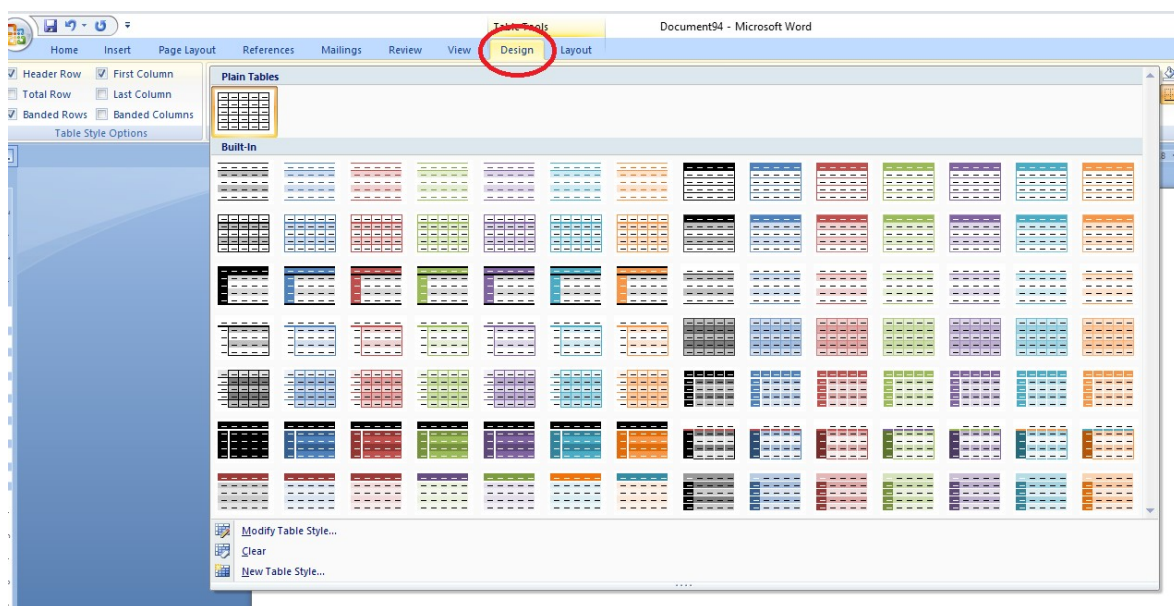 Table Tools
Document94 - Microsoft Word
Home Insert Page Layout References Mailings Review View Design Layout
Header Row First Column
Total Row Last Column
Banded Rows Banded Columns
Table Style Options
Plain Tables
Built-In
Modify Table Style...
Clear
New Table Style...